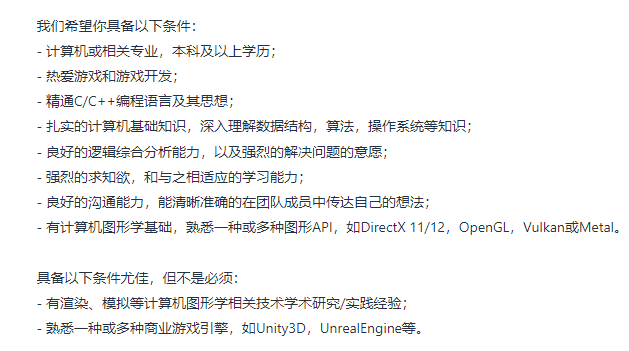 我们希望你具备以下条件：
- 计算机或相关专业，本科及以上学历；
- 热爱游戏和游戏开发；
- 精通C/C++编程语言及其思想；
- 扎实的计算机基础知识，深入理解数据结构，算法，操作系统等知识；
- 良好的逻辑综合分析能力，以及强烈的解决问题的意愿；
- 强烈的求知欲，和与之相适应的学习能力；
- 良好的沟通能力，能清晰准确的在团队成员中传达自己的想法；
- 有计算机图形学基础，熟悉一种或多种图形API，如DirectX 11/12，OpenGL，Vulkan或Metal。
具备以下条件尤佳，但不是必须：
- 有渲染、模拟等计算机图形学相关技术学术研究/实践经验；
- 熟悉一种或多种商业游戏引擎，如Unity3D，UnrealEngine等。